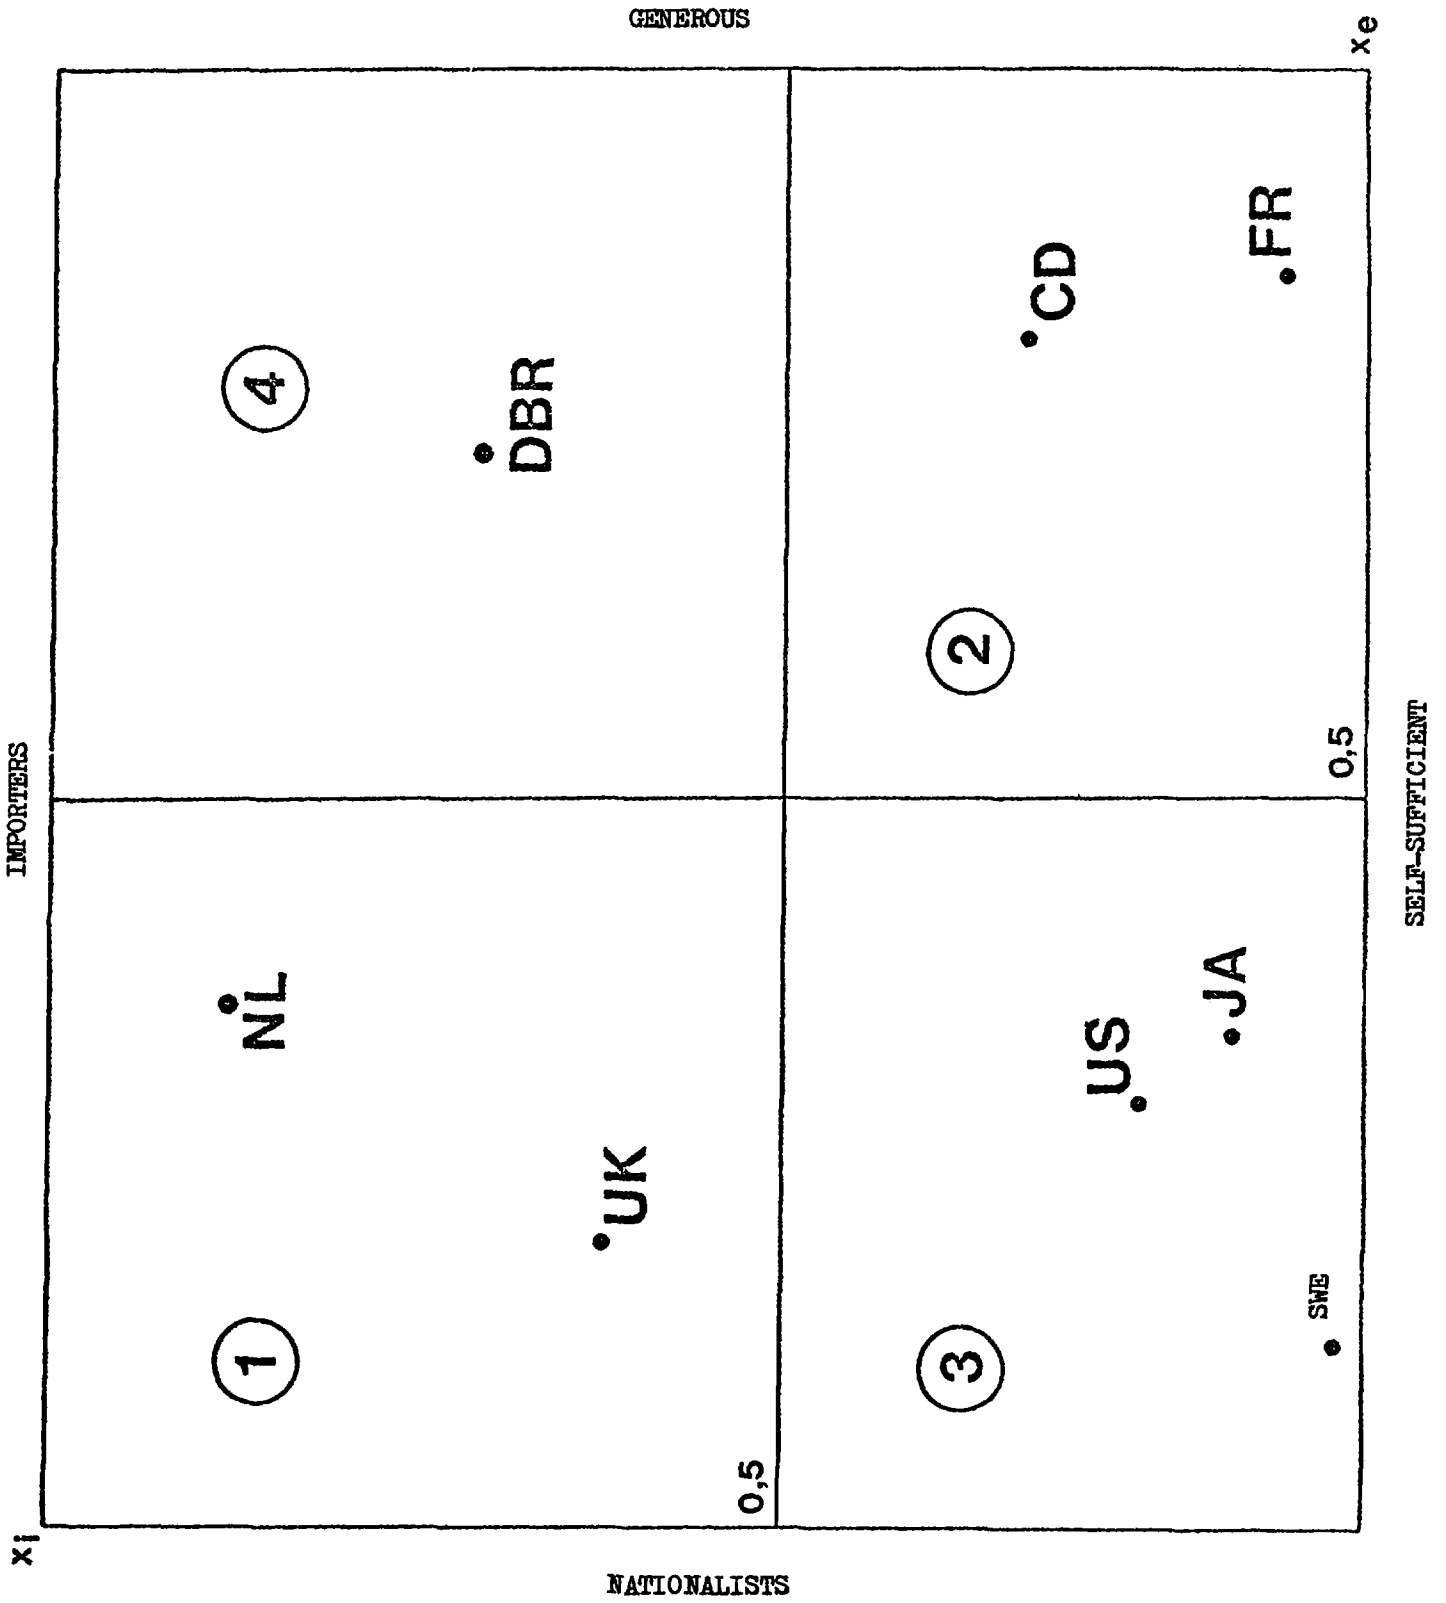 IMPORTERS
xi
1
NL
4
DBR
UK
NATIONALISTS
GENEROUS
0,5
3
2
CD
US
JA
FR
SWE
0,5
xe
SELF-SUFFICIENT